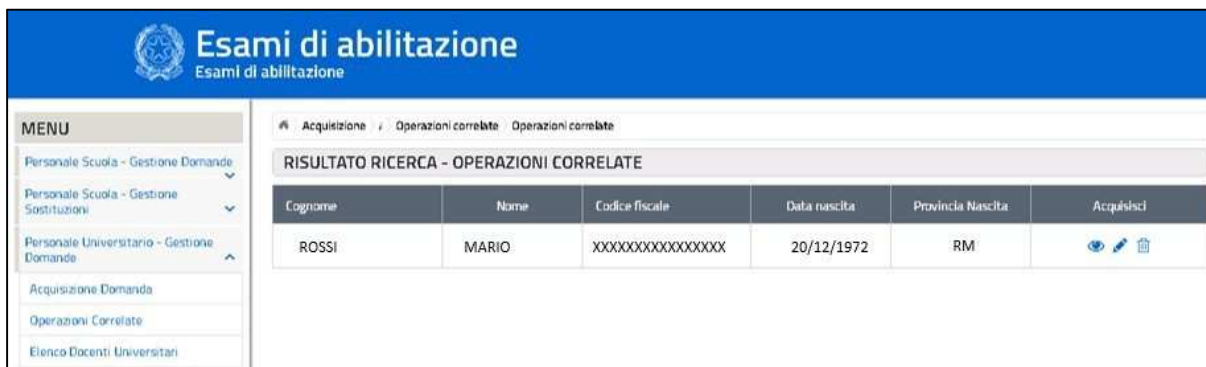 Esami di abilitazione
Esami di abilitazione
MENU
Personale Scuola - Gestione Domande
Personale Scuola - Gestione
Sostituzioni
Personale Universitario - Gestione
Domande
Acquisizione Domanda
Operazioni Correlate
Elenco Docenti Universitari
Acquisizione / Operazioni correlate Operazioni correlate
RISULTATO RICERCA - OPERAZIONI CORRELATE
Cognome Nome Codice fiscale Data nascita Provincia Nascita Acquisisci
ROSSI MARIO XXXXXXXXXXXXXXXX 20/12/1972 RM